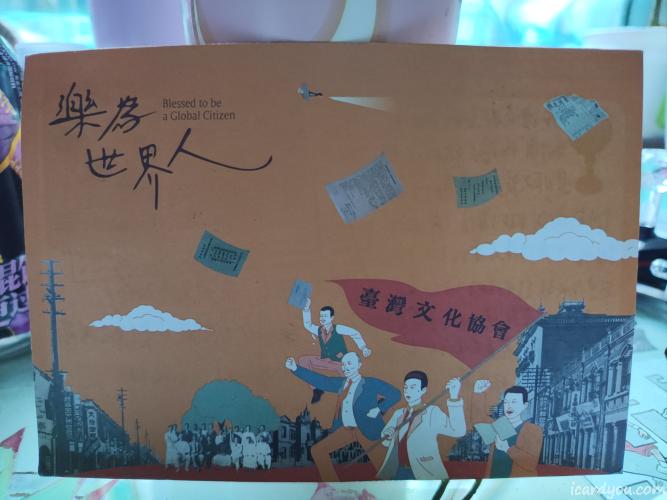 樂為
世界人
Blessed to be
a Global Citizen
臺灣文化協會
icardyou.com